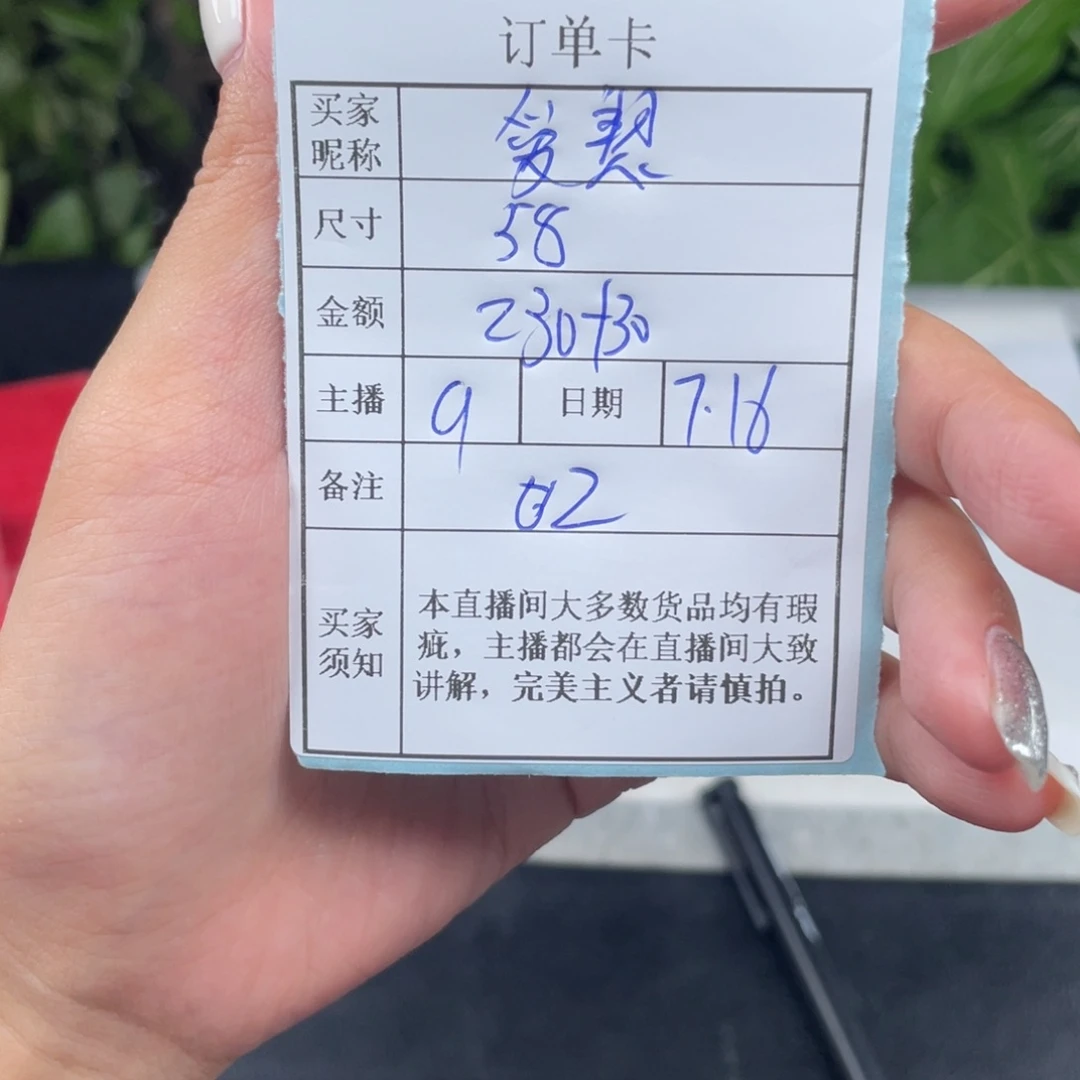 订单卡
买家昵称
尺寸 58
金额 230+30
主播 9 日期 7.16
备注 02
买家须知
本直播间大多数货品均有瑕
疵，主播都会在直播间大致
讲解，完美主义者请慎拍。